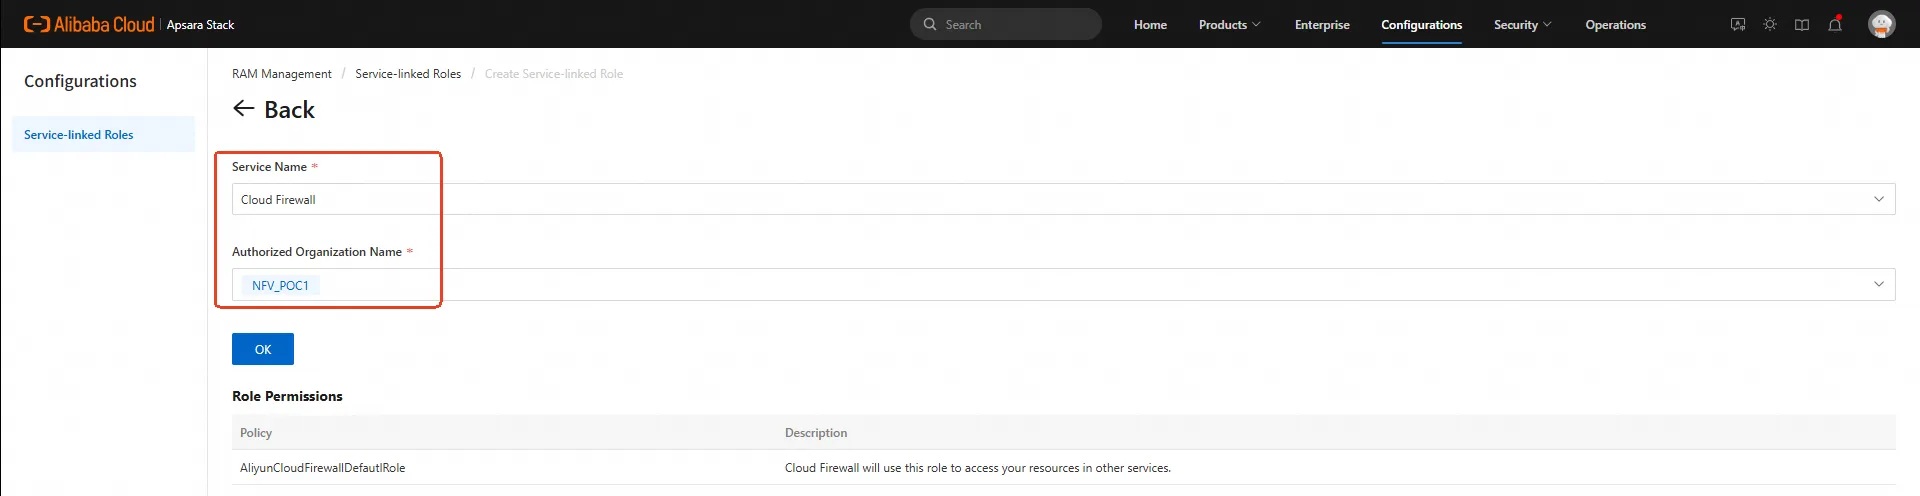 Alibaba Cloud | Apsara Stack Search Home Products Enterprise Configurations Security Operations
Configurations
Service-linked Roles
RAM Management / Service-linked Roles / Create Service-linked Role
Back
Service Name *
Cloud Firewall
Authorized Organization Name *
NFV_POC1
OK
Role Permissions
Policy Description
AliyunCloudFirewallDefautlRole Cloud Firewall will use this role to access your resources in other services.